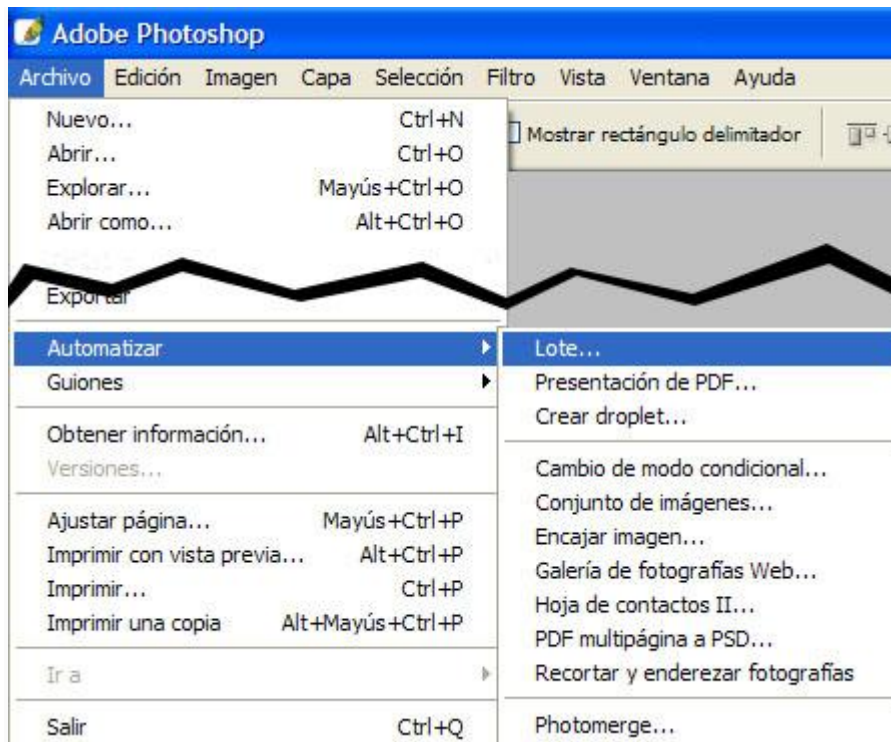 Adobe Photoshop
Archivo Edición Imagen Capa Selección Filtro Vista Ventana Ayuda
Mostrar rectángulo delimitador
Nuevo... Ctrl+N
Abrir... Ctrl+O
Explorar... Mayús+Ctrl+O
Abrir como... Alt+Ctrl+O
Exportar
Automatizar
Guiones
Obtener información... Alt+Ctrl+I
Versiones...
Ajustar página... Mayús+Ctrl+P
Imprimir con vista previa... Alt+Ctrl+P
Imprimir... Ctrl+P
Imprimir una copia Alt+Mayús+Ctrl+P
Ir a
Salir Ctrl+Q
Lote...
Presentación de PDF...
Crear droplet...
Cambio de modo condicional...
Conjunto de imágenes...
Encajar imagen...
Galería de fotografías Web...
Hoja de contactos II...
PDF multipágina a PSD...
Recortar y enderezar fotografías
Photomerge...